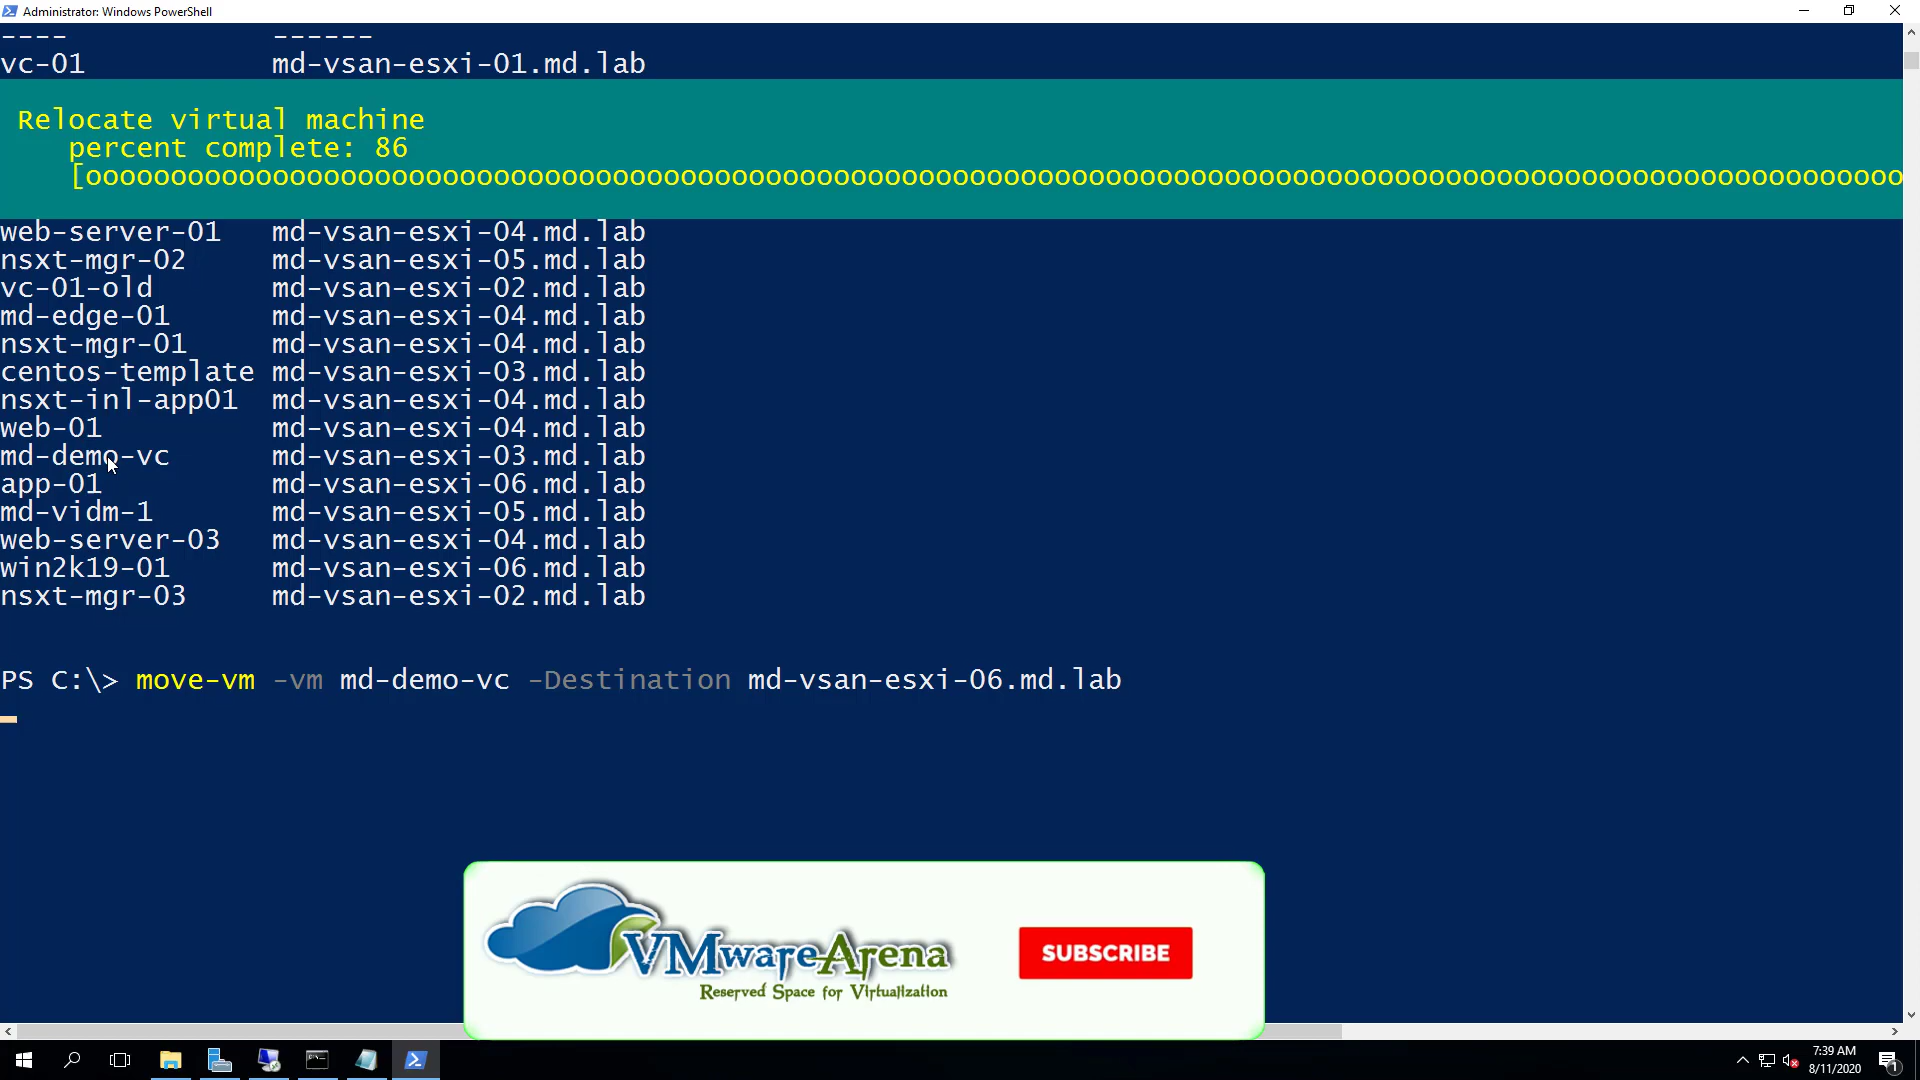 Administrator: Windows PowerShell
---- ------
vc-01 md-vsan-esxi-01.md.lab
Relocate virtual machine
percent complete: 86
[ooooooooooooooooooooooooooooooooooooooooooooooooooooooooooooooooooooooooooooooooooooooooooooooooooooooooooo
web-server-01 md-vsan-esxi-04.md.lab
nsxt-mgr-02 md-vsan-esxi-05.md.lab
vc-01-old md-vsan-esxi-02.md.lab
md-edge-01 md-vsan-esxi-04.md.lab
nsxt-mgr-01 md-vsan-esxi-04.md.lab
centos-template md-vsan-esxi-03.md.lab
nsxt-inl-app01 md-vsan-esxi-04.md.lab
web-01 md-vsan-esxi-04.md.lab
md-demo-vc md-vsan-esxi-03.md.lab
app-01 md-vsan-esxi-06.md.lab
md-vidm-1 md-vsan-esxi-05.md.lab
web-server-03 md-vsan-esxi-04.md.lab
win2k19-01 md-vsan-esxi-06.md.lab
nsxt-mgr-03 md-vsan-esxi-02.md.lab
PS C:\> move-vm -vm md-demo-vc -Destination md-vsan-esxi-06.md.lab
VMwareArena
Reserved Space for Virtualization
SUBSCRIBE
7:39 AM
8/11/2020
1